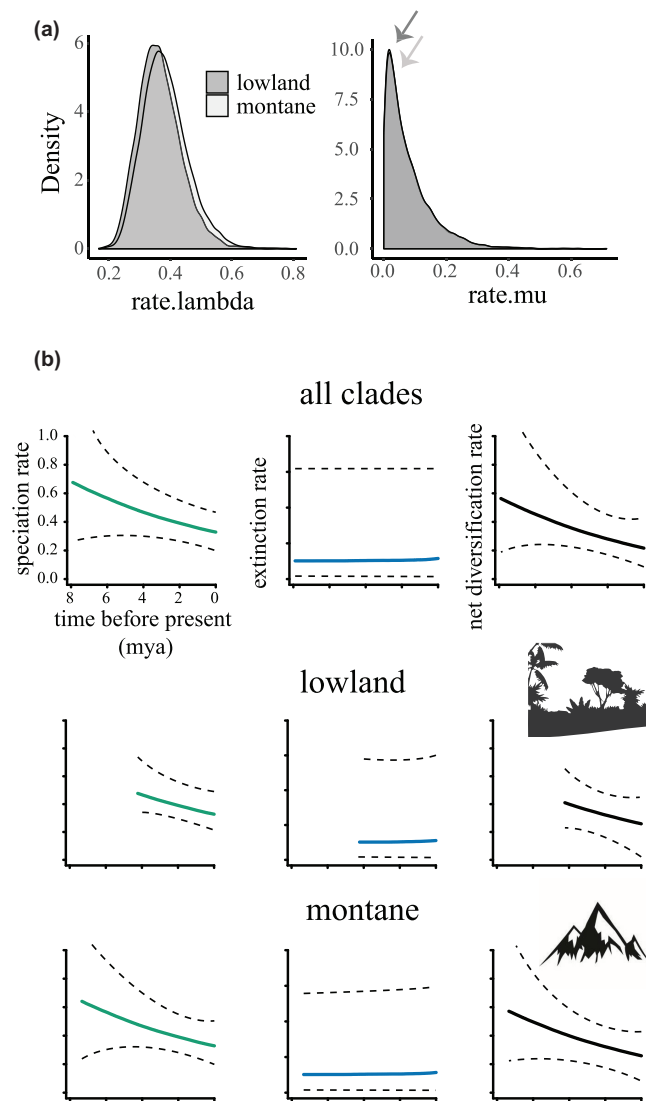 (a)
6
4
2
0
Density
0.2
0.4
0.6
0.8
rate.lambda
lowland
montane
10.0
7.5
5.0
2.5
0.0
0.0
0.2
0.4
0.6
rate.mu
(b)
all clades
speciation rate
1.0
0.8
0.6
0.4
0.2
0.0
8
6
4
2
0
time before present
(mya)
extinction rate
net diversification rate
lowland
montane